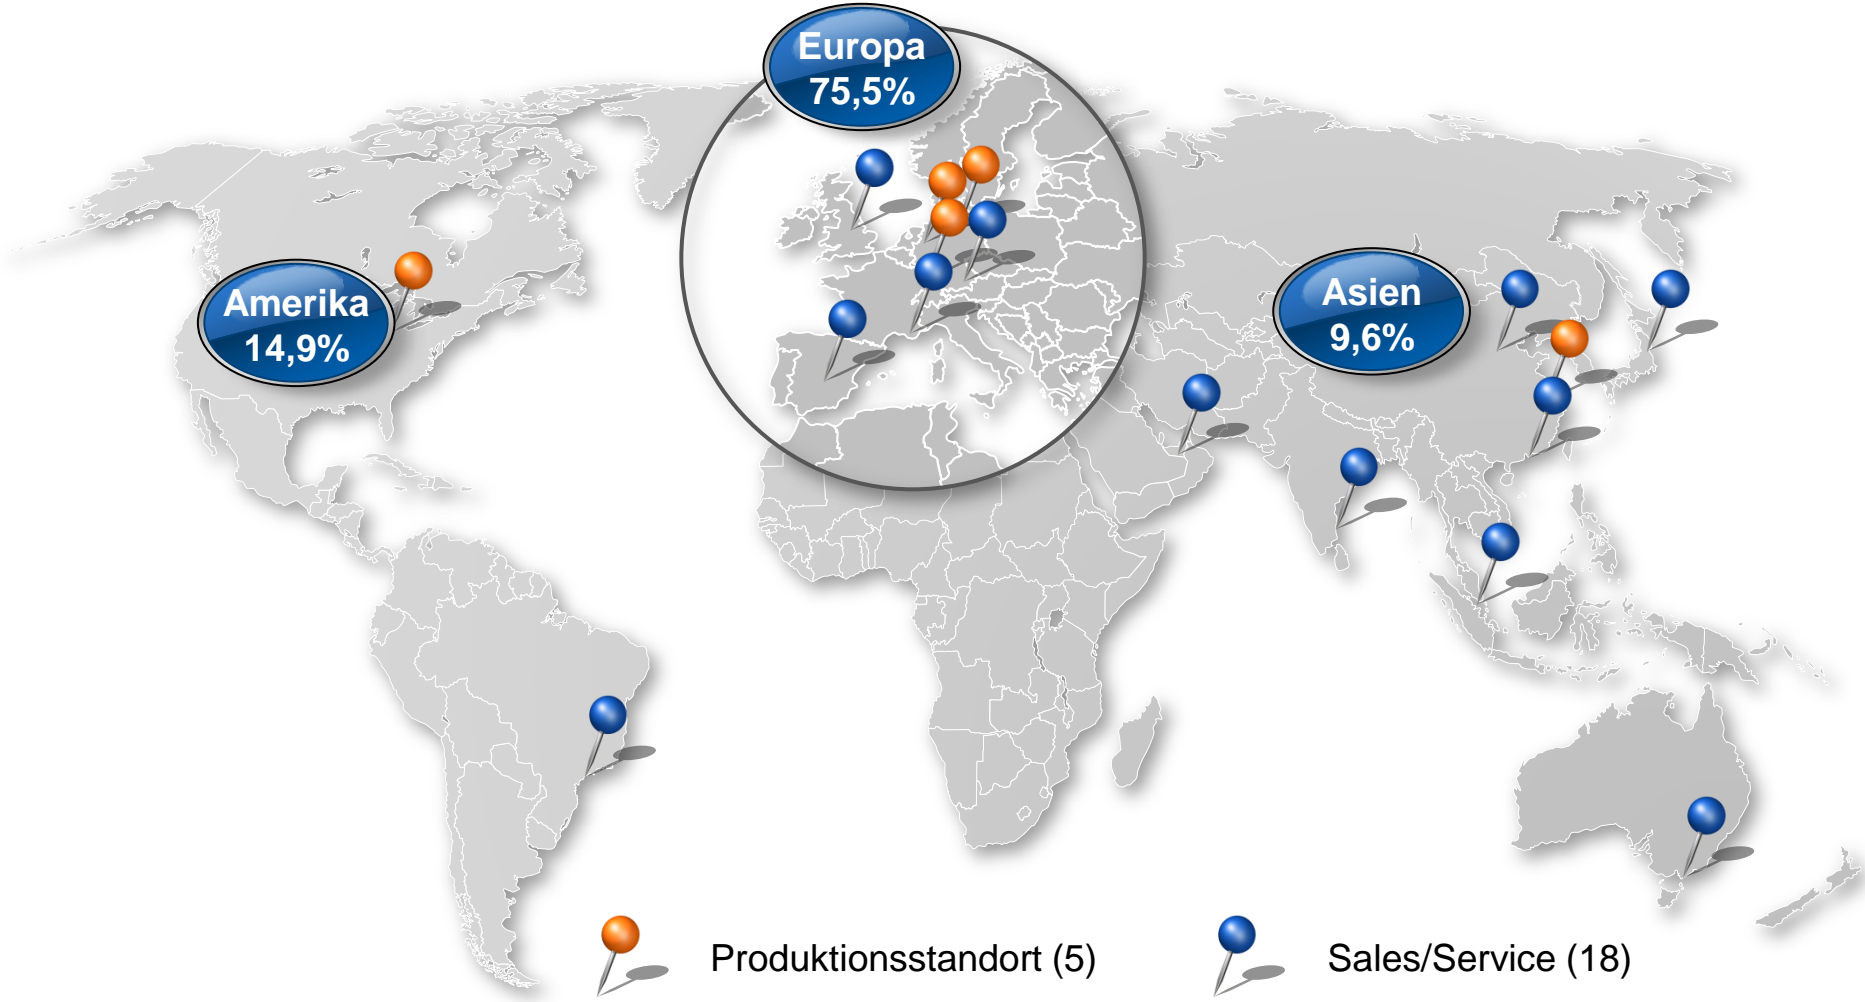 Europa
75,5%
Amerika
14,9%
Asien
9,6%
Produktionsstandort (5)
Sales/Service (18)